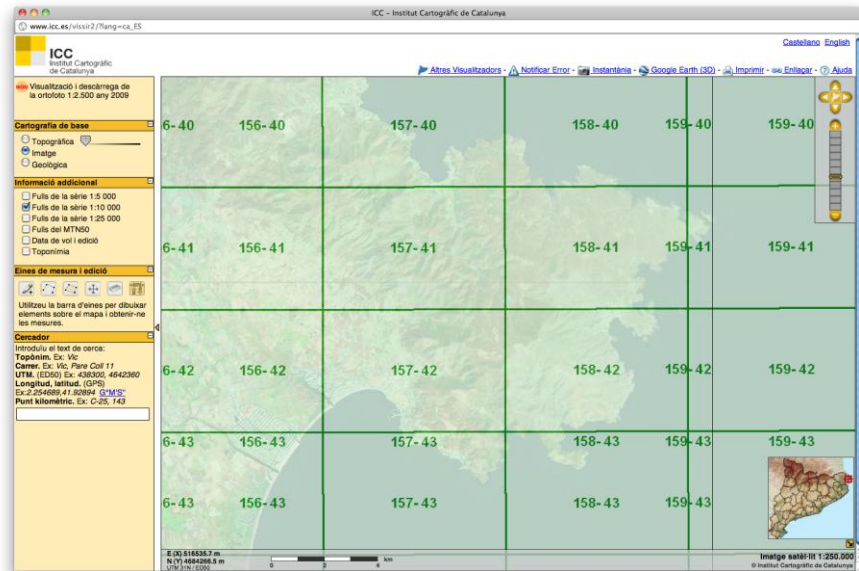 ICC – Institut Cartogràfic de Catalunya
www.icc.es/vissir2/?lang=ca_ES
ICC
Institut Cartogràfic
de Catalunya
Castellano English
Altres Visualitzadors - Notificar Error - Instantània - Google Earth (3D) - Imprimir - Enllaçar - Ajuda
Visualització i descàrrega de
la ortofoto 1:2.500 any 2009
Cartografia de base
Topogràfica
Imatge
Geològica
Informació addicional
Fulls de la sèrie 1:5 000
Fulls de la sèrie 1:10 000
Fulls de la sèrie 1:25 000
Fulls del MTN50
Data de vol i edició
Toponímia
Eines de mesura i edició
Utilitzeu la barra d'eines per dibuixar
elements sobre el mapa i obtenir-ne
les mesures.
Cercador
Introduïu el text de cerca:
Topònim. Ex: Vic
Carrer. Ex: Vic, Pare Coll 11
UTM. (ED50) Ex: 438300, 4642360
Longitud, latitud. (GPS)
Ex:2.254689,41.92894 G°M'S"
Punt kilomètric. Ex: C-25, 143
6-40 156-40 157-40 158-40 159-40 159-40
6-41 156-41 157-41 158-41 159-41 159-41
6-42 156-42 157-42 158-42 159-42 159-42
6-43 156-43 157-43 158-43 159-43 159-43
6-43 156-43 157-43 158-43 159-43
E (X) 518535.7 m
N (Y) 4684266.5 m
UTM 31N / ED50
0 2 4 km
Imatge satèl·lit 1:250.000
© Institut Cartogràfic de Catalunya